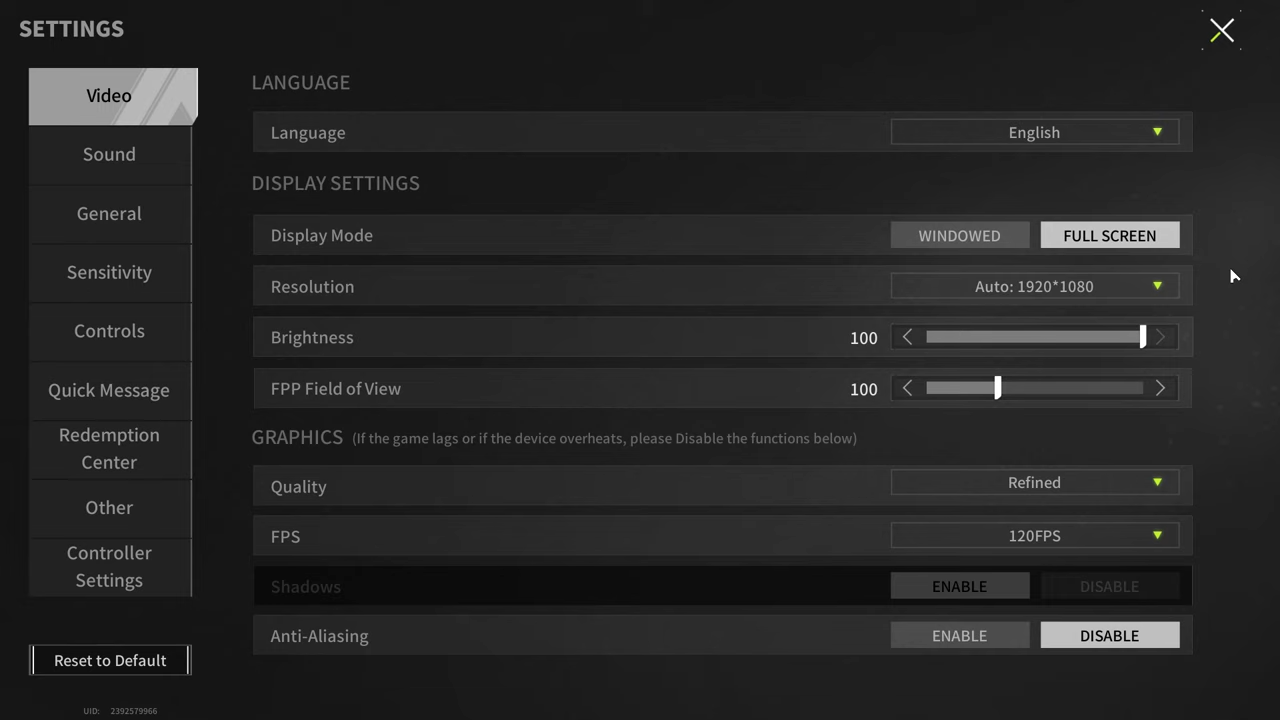 SETTINGS
Video
Sound
General
Sensitivity
Controls
Quick Message
Redemption
Center
Other
Controller
Settings
Reset to Default
UID: 2392579966
LANGUAGE
Language English
DISPLAY SETTINGS
Display Mode WINDOWED FULL SCREEN
Resolution Auto: 1920*1080
Brightness 100
FPP Field of View 100
GRAPHICS (If the game lags or if the device overheats, please Disable the functions below)
Quality Refined
FPS 120FPS
Shadows ENABLE DISABLE
Anti-Aliasing ENABLE DISABLE